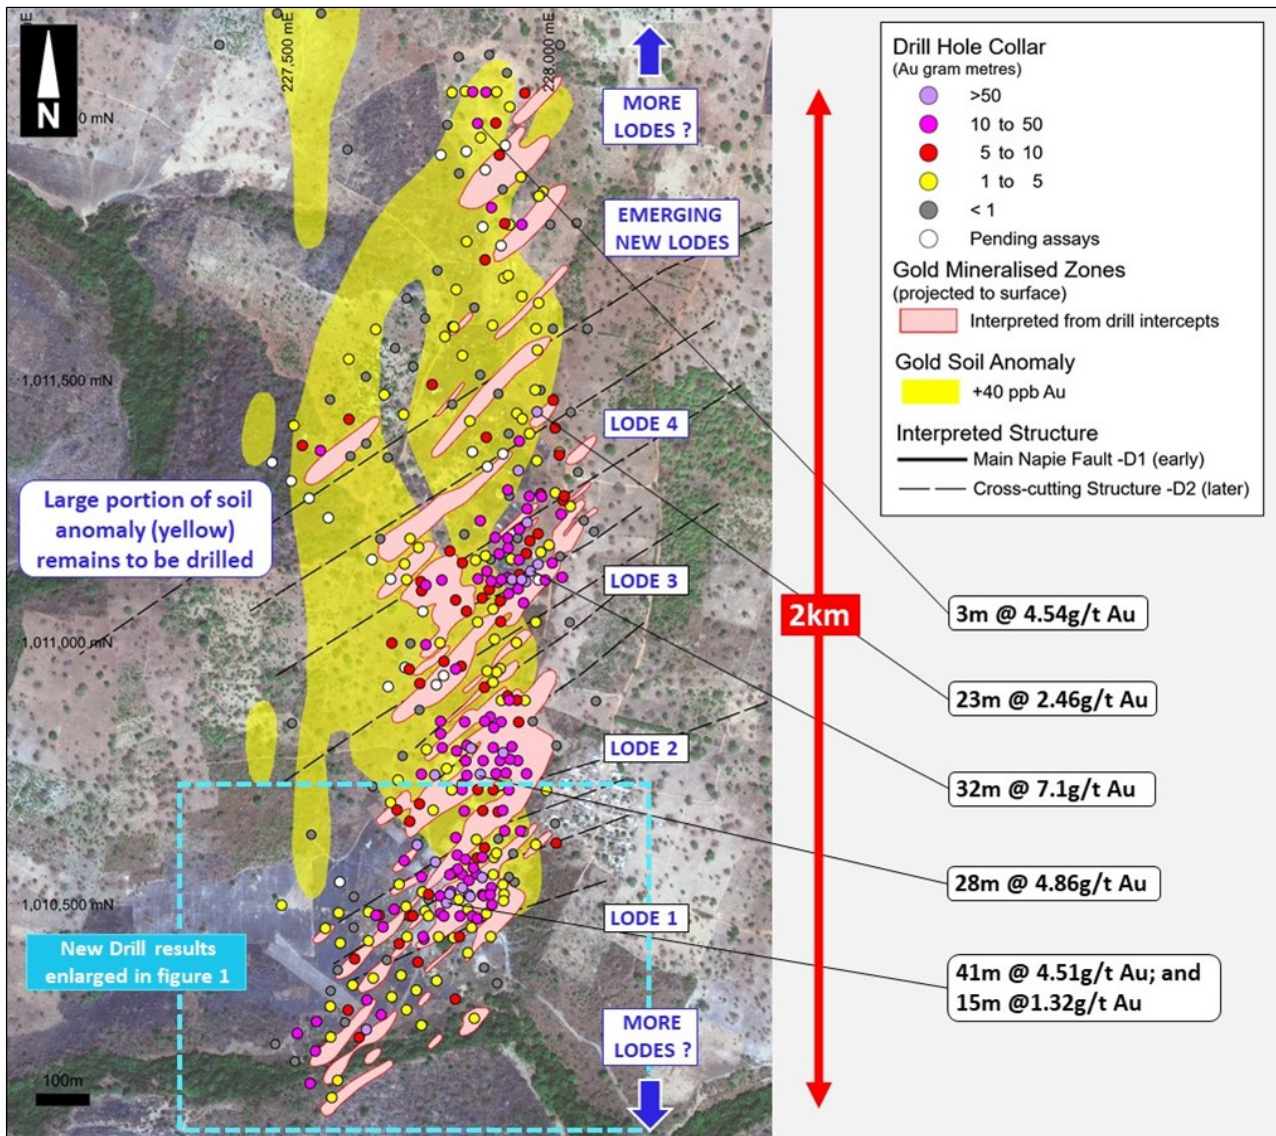 N
227,500 mE
228,000 mE
MORE
LODES ?
EMERGING
NEW LODES
1,011,500 mN
LODE 4
Large portion of soil
anomaly (yellow)
remains to be drilled
LODE 3
1,011,000 mN
LODE 2
1,010,500 mN
LODE 1
New Drill results
enlarged in figure 1
MORE
LODES ?
100m
2km
Drill Hole Collar
(Au gram metres)
>50
10 to 50
5 to 10
1 to 5
< 1
Pending assays
Gold Mineralised Zones
(projected to surface)
Interpreted from drill intercepts
Gold Soil Anomaly
+40 ppb Au
Interpreted Structure
Main Napie Fault -D1 (early)
Cross-cutting Structure -D2 (later)
3m @ 4.54g/t Au
23m @ 2.46g/t Au
32m @ 7.1g/t Au
28m @ 4.86g/t Au
41m @ 4.51g/t Au; and
15m @1.32g/t Au